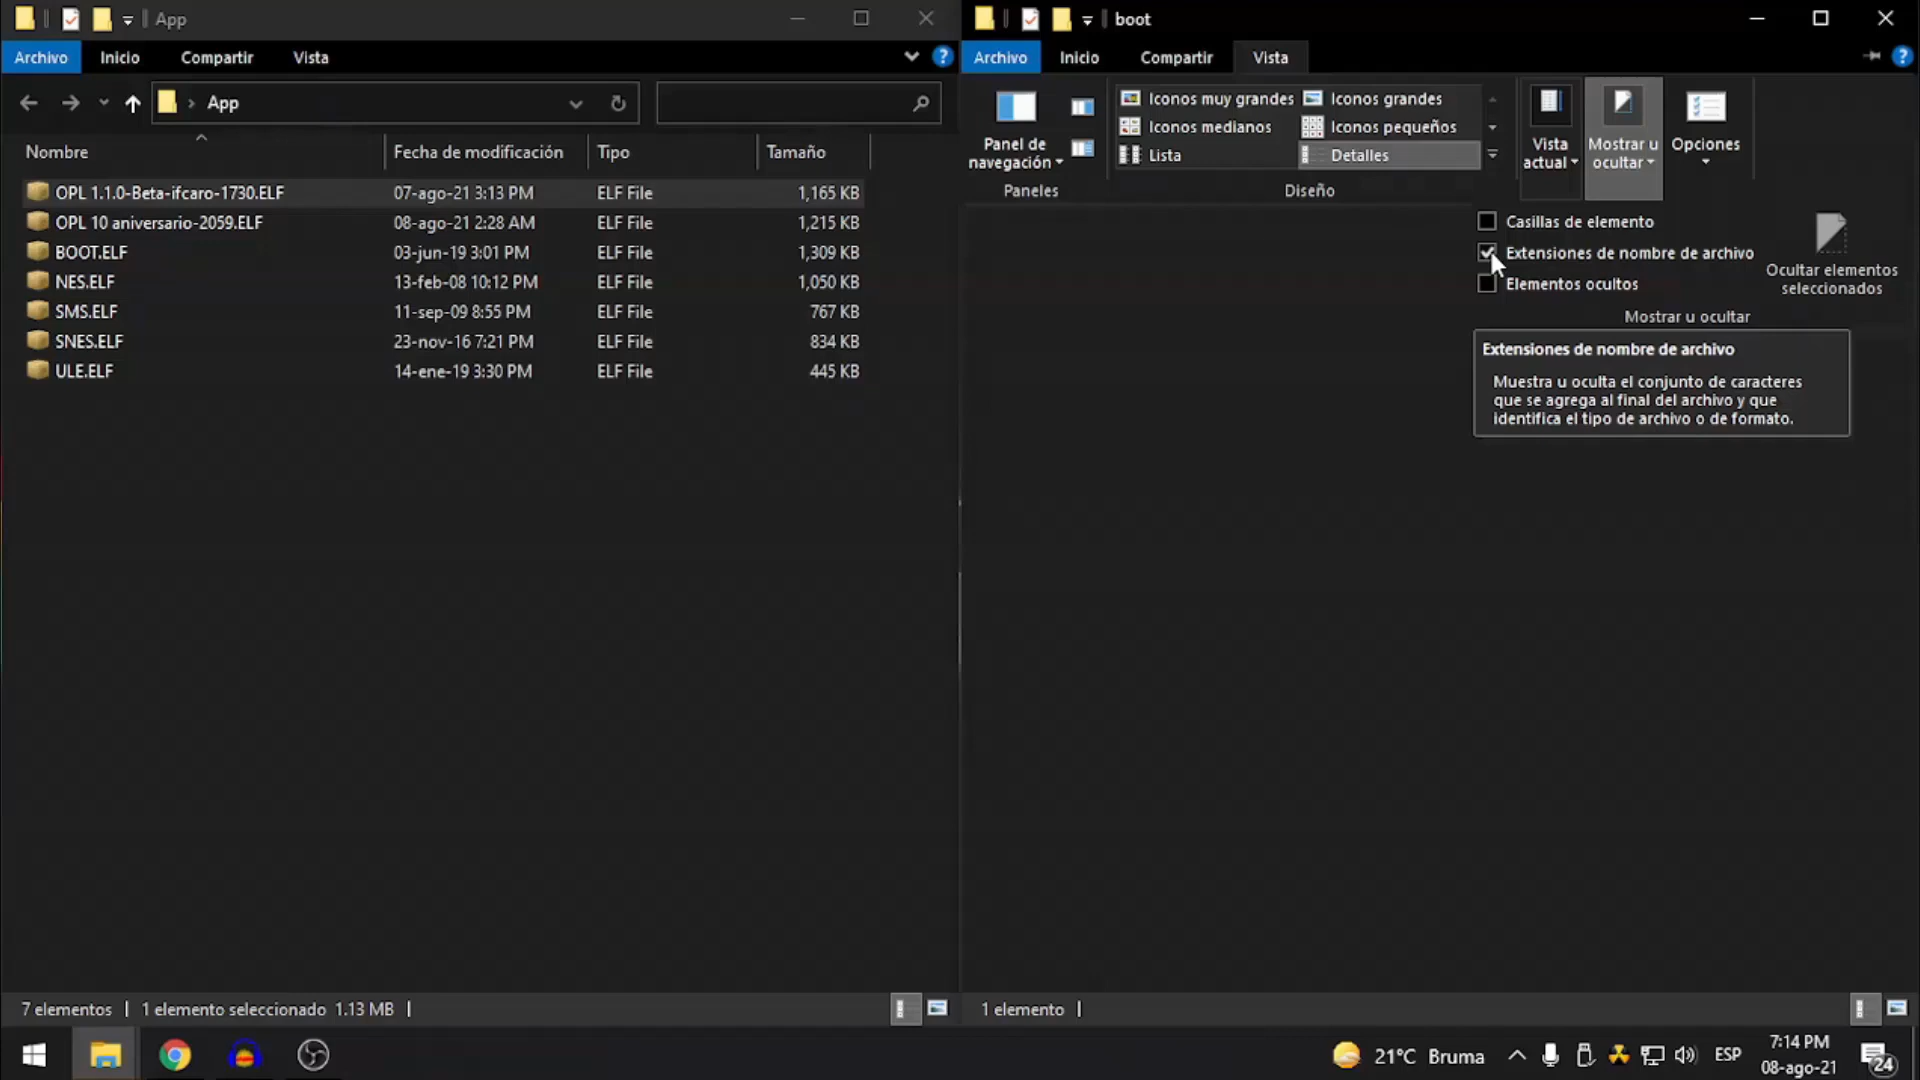 App
Archivo Inicio Compartir Vista
App
Nombre Fecha de modificación Tipo Tamaño
OPL 1.1.0-Beta-ifcaro-1730.ELF 07-ago-21 3:13 PM ELF File 1,165 KB
OPL 10 aniversario-2059.ELF 08-ago-21 2:28 AM ELF File 1,215 KB
BOOT.ELF 03-jun-19 3:01 PM ELF File 1,309 KB
NES.ELF 13-feb-08 10:12 PM ELF File 1,050 KB
SMS.ELF 11-sep-09 8:55 PM ELF File 767 KB
SNES.ELF 23-nov-16 7:21 PM ELF File 834 KB
ULE.ELF 14-ene-19 3:30 PM ELF File 445 KB
7 elementos 1 elemento seleccionado 1.13 MB
boot
Archivo Inicio Compartir Vista
Panel de
navegación
Paneles
Iconos muy grandes Iconos grandes
Iconos medianos Iconos pequeños
Lista Detalles
Diseño
Vista
actual
Mostrar u
ocultar
Opciones
Casillas de elemento
Extensiones de nombre de archivo
Elementos ocultos
Ocultar elementos
seleccionados
Mostrar u ocultar
Extensiones de nombre de archivo
Muestra u oculta el conjunto de caracteres
que se agrega al final del archivo y que
identifica el tipo de archivo o de formato.
1 elemento
21°C Bruma ESP
7:14 PM
08-ago-21
24